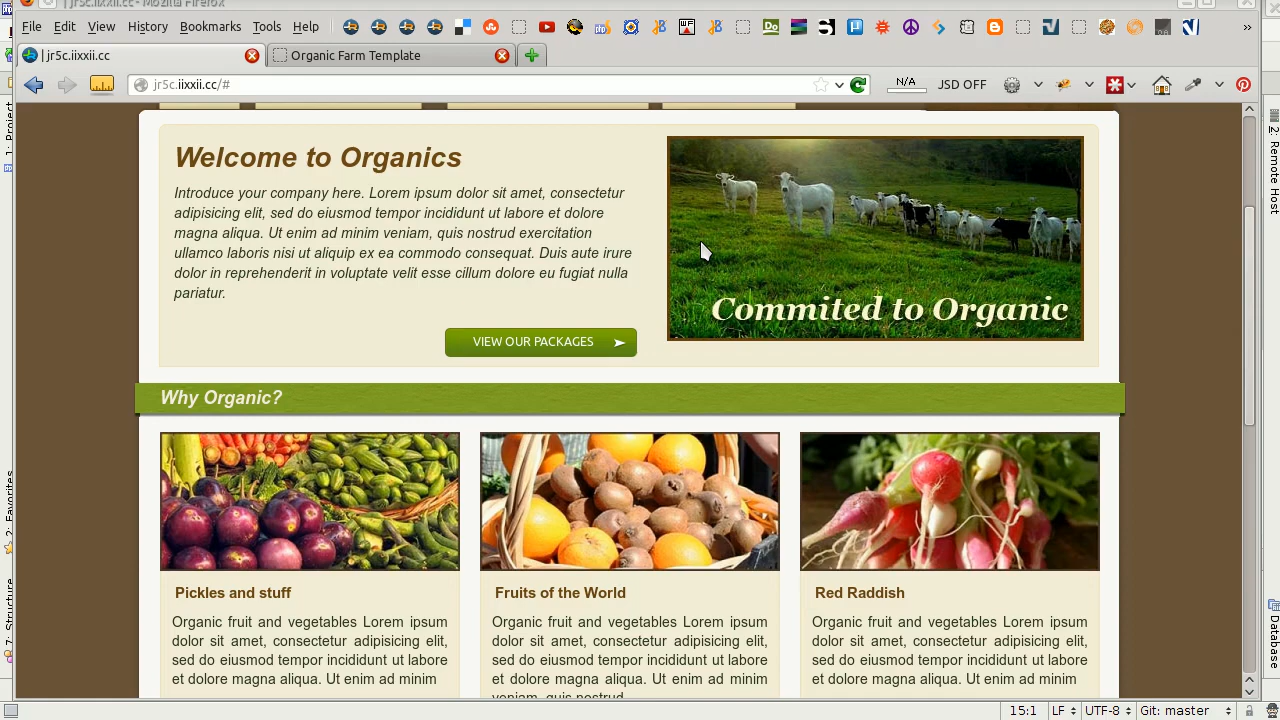 | jr5c.iixxii.cc - Mozilla Firefox
File Edit View History Bookmarks Tools Help
| jr5c.iixxii.cc
Organic Farm Template
jr5c.iixxii.cc/#
N/A
JSD OFF
Welcome to Organics
Introduce your company here. Lorem ipsum dolor sit amet, consectetur
adipisicing elit, sed do eiusmod tempor incididunt ut labore et dolore
magna aliqua. Ut enim ad minim veniam, quis nostrud exercitation
ullamco laboris nisi ut aliquip ex ea commodo consequat. Duis aute irure
dolor in reprehenderit in voluptate velit esse cillum dolore eu fugiat nulla
pariatur.
VIEW OUR PACKAGES
Commited to Organic
Why Organic?
Pickles and stuff
Organic fruit and vegetables Lorem ipsum
dolor sit amet, consectetur adipisicing elit,
sed do eiusmod tempor incididunt ut labore
et dolore magna aliqua. Ut enim ad minim
Fruits of the World
Organic fruit and vegetables Lorem ipsum
dolor sit amet, consectetur adipisicing elit,
sed do eiusmod tempor incididunt ut labore
et dolore magna aliqua. Ut enim ad minim
veniam, quis nostrud
Red Raddish
Organic fruit and vegetables Lorem ipsum
dolor sit amet, consectetur adipisicing elit,
sed do eiusmod tempor incididunt ut labore
et dolore magna aliqua. Ut enim ad minim
1: Project
2: Favorites
7: Structure
2: Remote Host
Database
15:1 LF UTF-8 Git: master